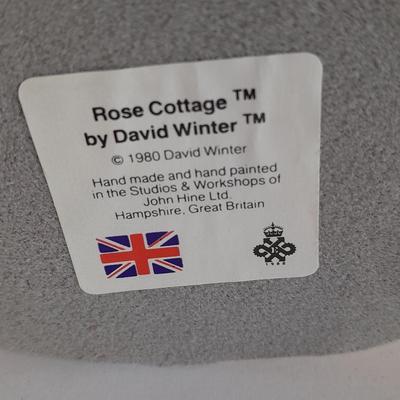 Rose Cottage ™
by David Winter ™
© 1980 David Winter
Hand made and hand painted
in the Studios & Workshops of
John Hine Ltd.
Hampshire, Great Britain